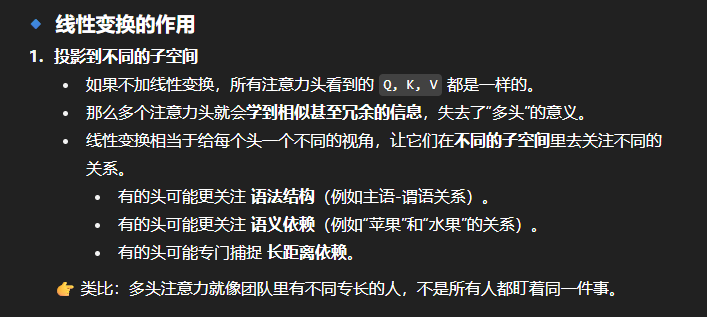 线性变换的作用
1. 投影到不同的子空间
如果不加线性变换，所有注意力头看到的 Q, K, V 都是一样的。
那么多个注意力头就会学到相似甚至冗余的信息，失去了“多头”的意义。
线性变换相当于给每个头一个不同的视角，让它们在不同的子空间里去关注不同的
关系。
有的头可能更关注 语法结构（例如主语-谓语关系）。
有的头可能更关注 语义依赖（例如“苹果”和“水果”的关系）。
有的头可能专门捕捉 长距离依赖。
👉 类比：多头注意力就像团队里有不同专长的人，不是所有人都盯着同一件事。